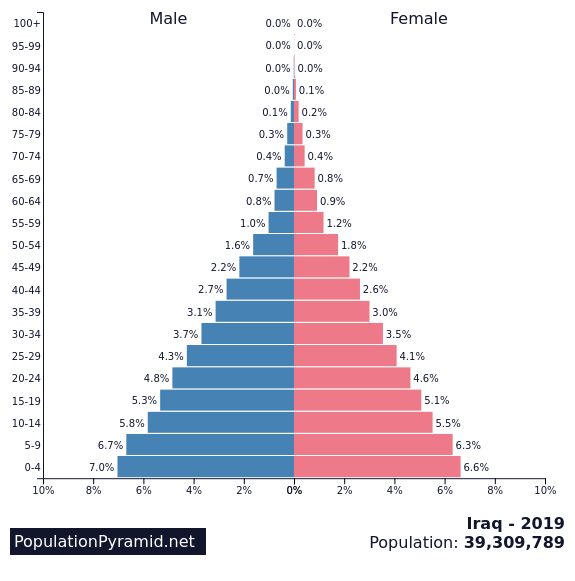 Male Female
100+ 0.0% 0.0%
95-99 0.0% 0.0%
90-94 0.0% 0.0%
85-89 0.0% 0.1%
80-84 0.1% 0.2%
75-79 0.3% 0.3%
70-74 0.4% 0.4%
65-69 0.7% 0.8%
60-64 0.8% 0.9%
55-59 1.0% 1.2%
50-54 1.6% 1.8%
45-49 2.2% 2.2%
40-44 2.7% 2.6%
35-39 3.1% 3.0%
30-34 3.7% 3.5%
25-29 4.3% 4.1%
20-24 4.8% 4.6%
15-19 5.3% 5.1%
10-14 5.8% 5.5%
5-9 6.7% 6.3%
0-4 7.0% 6.6%
10% 8% 6% 4% 2% 0% 2% 4% 6% 8% 10%
Iraq - 2019
PopulationPyramid.net Population: 39,309,789